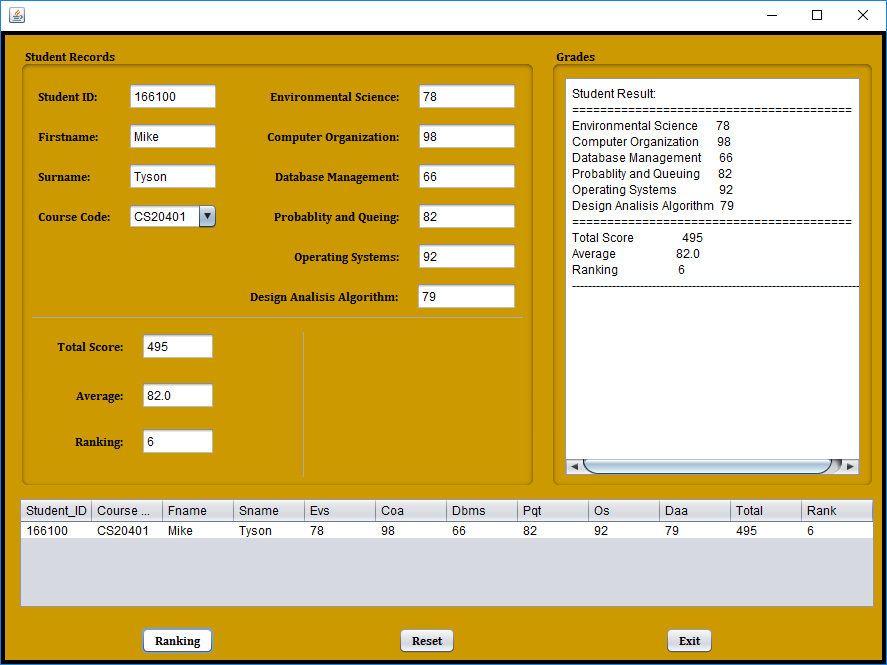 Student Records
Student ID: 166100 Environmental Science: 78
Firstname: Mike Computer Organization: 98
Surname: Tyson Database Management: 66
Course Code: CS20401 Probablity and Queing: 82
Operating Systems: 92
Design Analisis Algorithm: 79
Total Score: 495
Average: 82.0
Ranking: 6
Grades
Student Result:
========================================
Environmental Science 78
Computer Organization 98
Database Management 66
Probablity and Queuing 82
Operating Systems 92
Design Analisis Algorithm 79
========================================
Total Score 495
Average 82.0
Ranking 6
Student_ID Course ... Fname Sname Evs Coa Dbms Pqt Os Daa Total Rank
166100 CS20401 Mike Tyson 78 98 66 82 92 79 495 6
Ranking Reset Exit